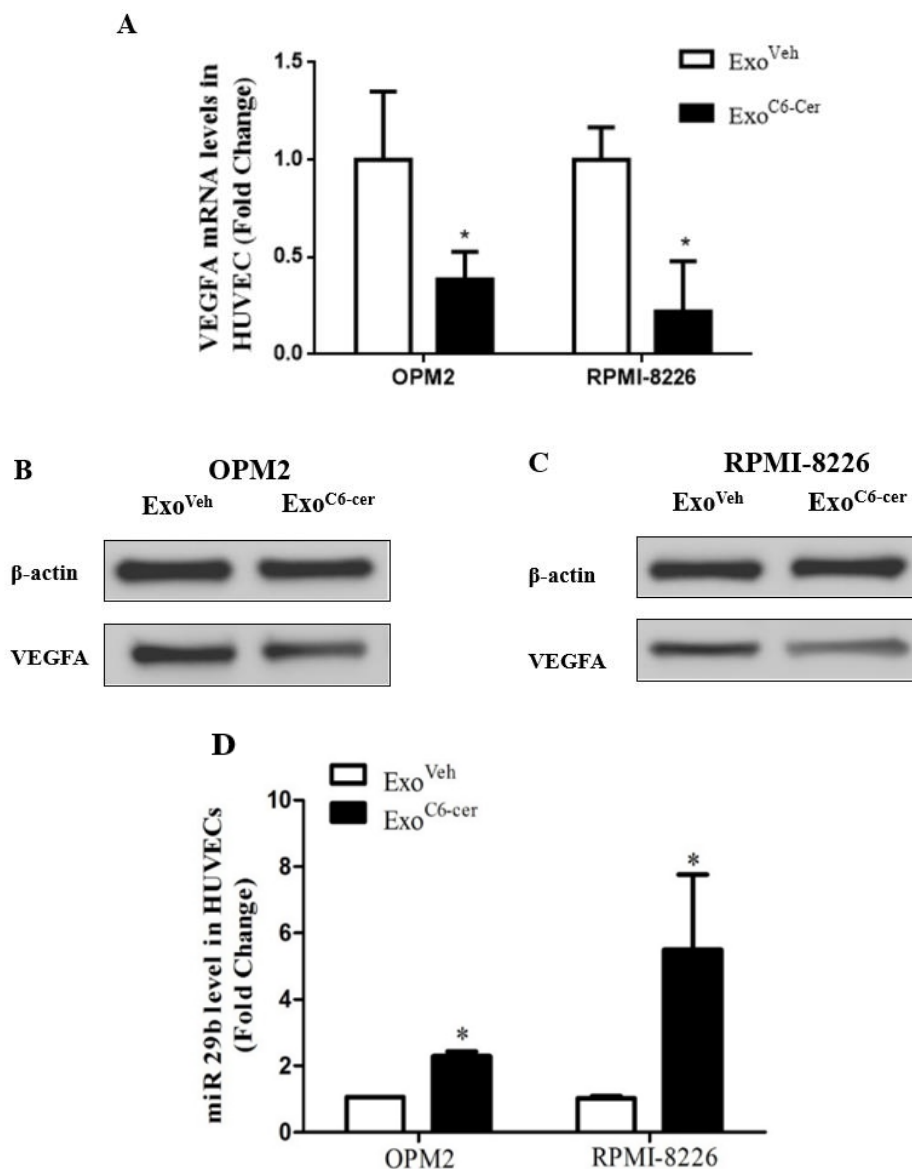 A
VEGFA mRNA levels in
HUVEC (Fold Change)
1.5
1.0
0.5
0.0
Exo^Veh
Exo^C6-Cer
*
*
OPM2
RPMI-8226
B
OPM2
Exo^Veh
Exo^C6-cer
β-actin
VEGFA
C
RPMI-8226
Exo^Veh
Exo^C6-cer
β-actin
VEGFA
D
miR 29b level in HUVECs
(Fold Change)
10
8
6
4
2
0
Exo^Veh
Exo^C6-cer
*
*
OPM2
RPMI-8226